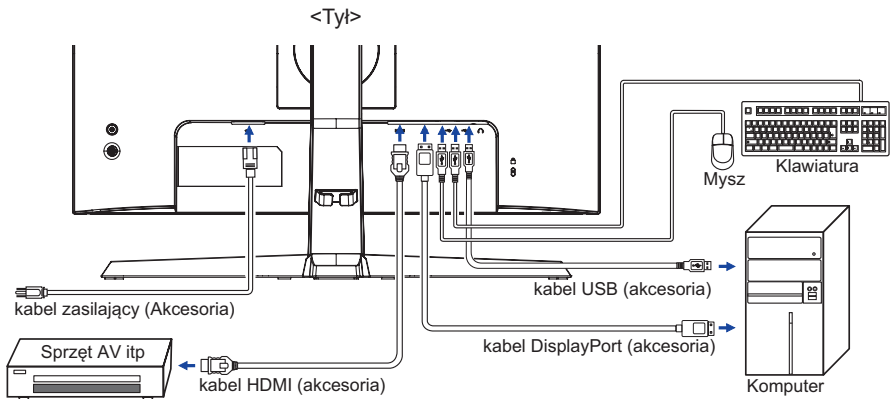 <Tył>
Klawiatura
Mysz
kabel USB (akcesoria)
kabel zasilający (Akcesoria)
kabel DisplayPort (akcesoria)
Sprzęt AV itp
kabel HDMI (akcesoria)
Komputer